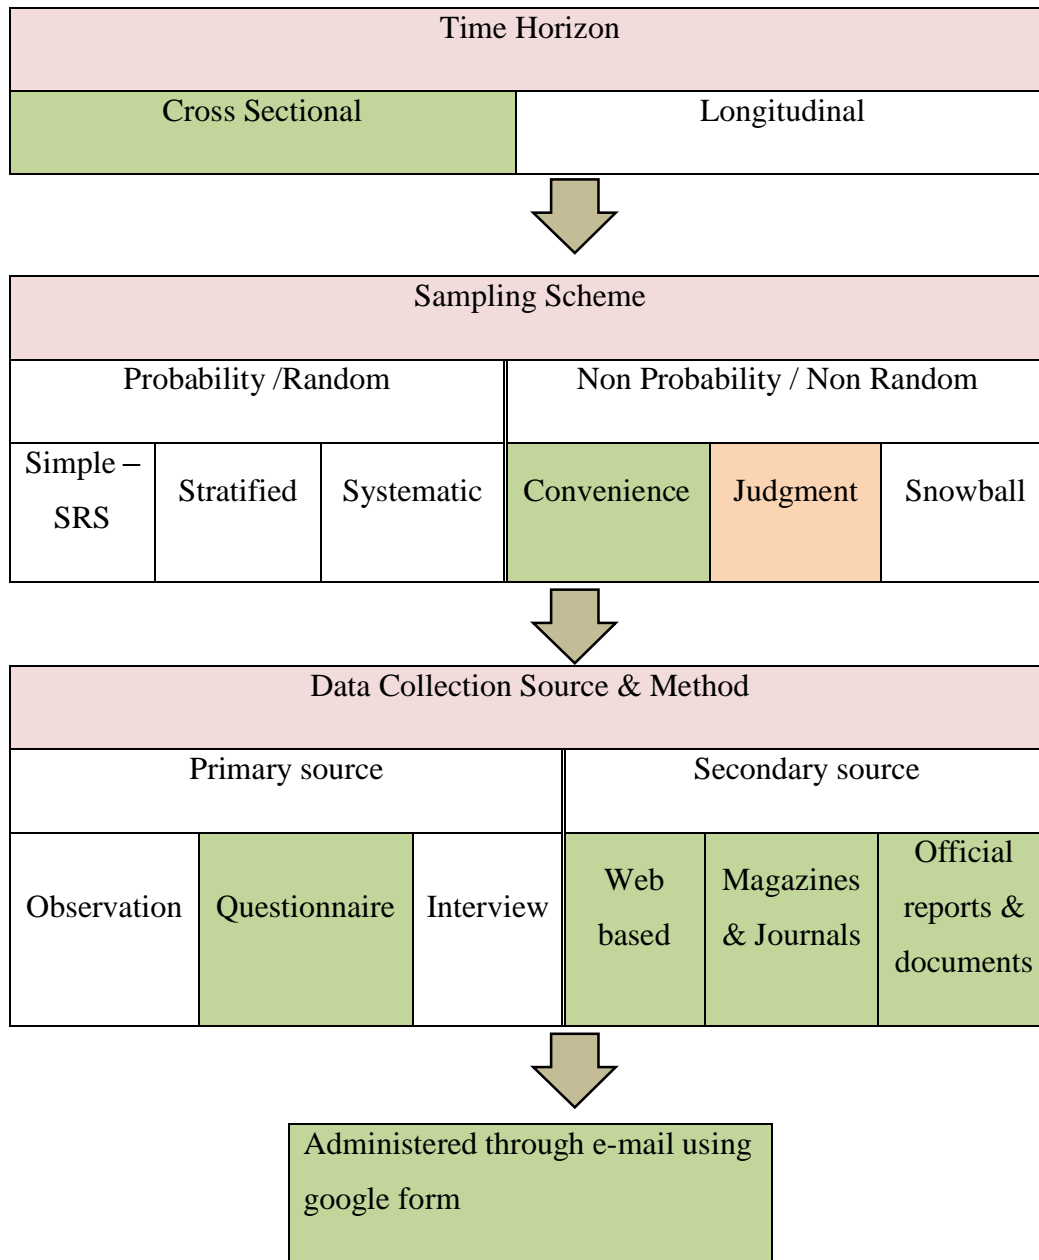 Time Horizon
Cross Sectional
Longitudinal
Sampling Scheme
Probability /Random
Non Probability / Non Random
Simple –
SRS
Stratified
Systematic
Convenience
Judgment
Snowball
Data Collection Source & Method
Primary source
Secondary source
Observation
Questionnaire
Interview
Web
based
Magazines
& Journals
Official
reports &
documents
Administered through e-mail using
google form